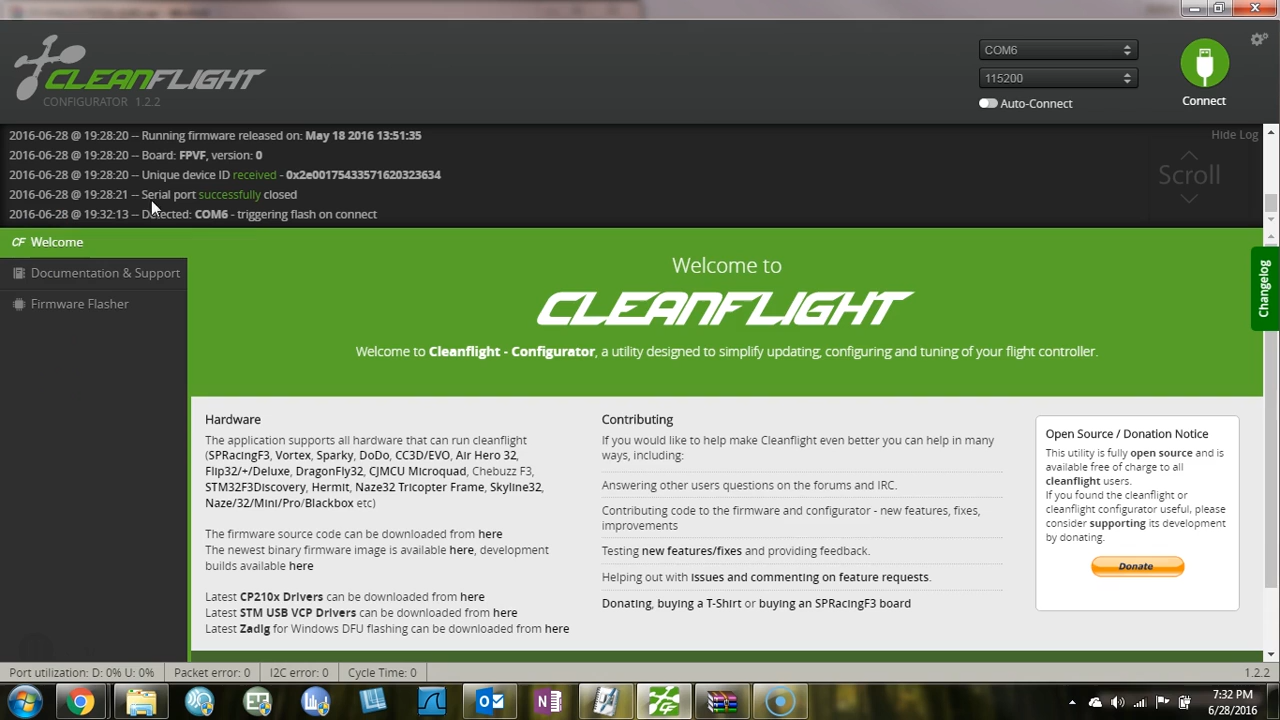 COM6
115200
Auto-Connect
Connect
CLEANFLIGHT
CONFIGURATOR 1.2.2
2016-06-28 @ 19:28:20 -- Running firmware released on: May 18 2016 13:51:35
2016-06-28 @ 19:28:20 -- Board: FPVF, version: 0
2016-06-28 @ 19:28:20 -- Unique device ID received - 0x2e00175433571620323634
2016-06-28 @ 19:28:21 -- Serial port successfully closed
2016-06-28 @ 19:32:13 -- Detected: COM6 - triggering flash on connect
Hide Log
Scroll
CF Welcome
Documentation & Support
Firmware Flasher
Changelog
Welcome to
CLEANFLIGHT
Welcome to Cleanflight - Configurator, a utility designed to simplify updating, configuring and tuning of your flight controller.
Hardware
The application supports all hardware that can run cleanflight
(SPRacingF3, Vortex, Sparky, DoDo, CC3D/EVO, Air Hero 32,
Flip32/+/Deluxe, DragonFly32, CJMCU Microquad, Chebuzz F3,
STM32F3Discovery, Hermit, Naze32 Tricopter Frame, Skyline32,
Naze/32/Mini/Pro/Blackbox etc)
The firmware source code can be downloaded from here
The newest binary firmware image is available here, development
builds available here
Latest CP210x Drivers can be downloaded from here
Latest STM USB VCP Drivers can be downloaded from here
Latest Zadig for Windows DFU flashing can be downloaded from here
Contributing
If you would like to help make Cleanflight even better you can help in many
ways, including:
Answering other users questions on the forums and IRC.
Contributing code to the firmware and configurator - new features, fixes,
improvements
Testing new features/fixes and providing feedback.
Helping out with issues and commenting on feature requests.
Donating, buying a T-Shirt or buying an SPRacingF3 board
Open Source / Donation Notice
This utility is fully open source and is
available free of charge to all
cleanflight users.
If you found the cleanflight or
cleanflight configurator useful, please
consider supporting its development
by donating.
Donate
Port utilization: D: 0% U: 0%
Packet error: 0
I2C error: 0
Cycle Time: 0
1.2.2
7:32 PM
6/28/2016